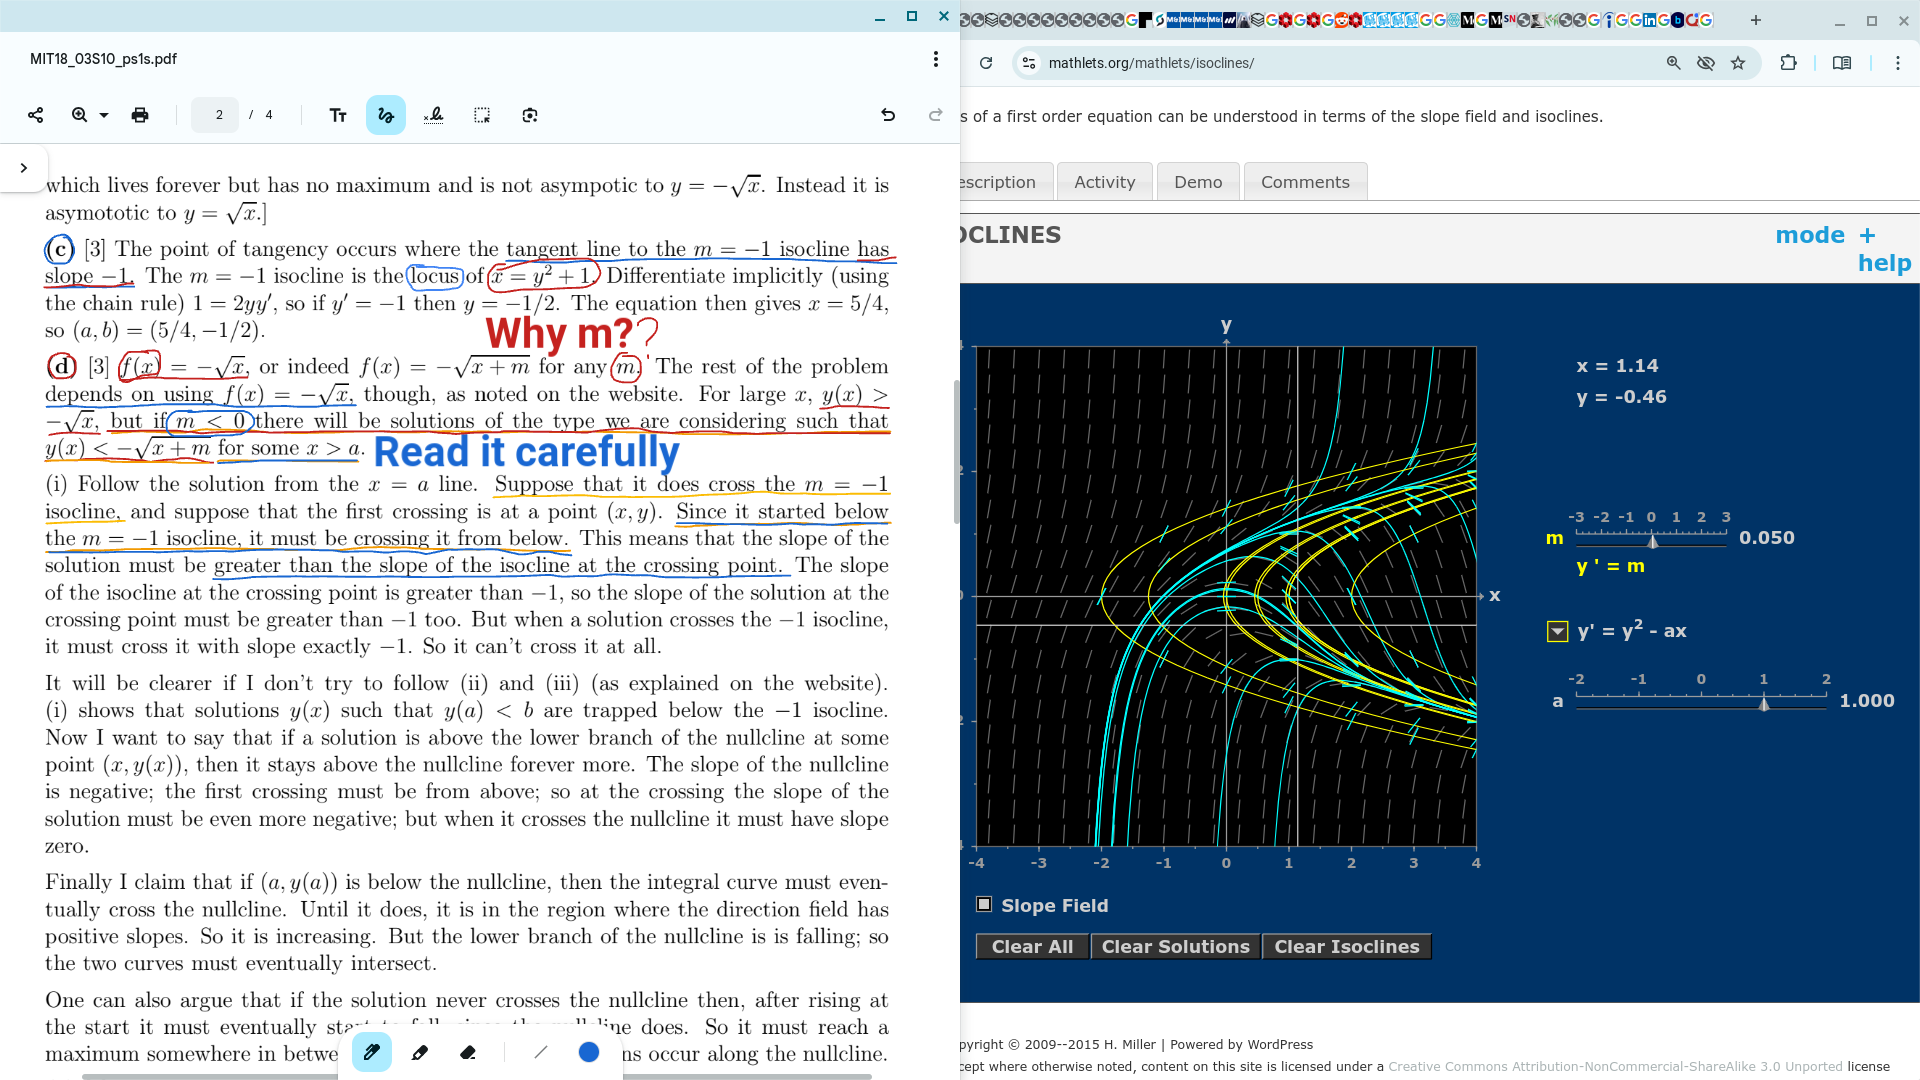 MIT18_03S10_ps1s.pdf
2 / 4
which lives forever but has no maximum and is not asympotic to y = −√x. Instead it is
asymototic to y = √x.]
(c) [3] The point of tangency occurs where the tangent line to the m = −1 isocline has
slope −1. The m = −1 isocline is the locus of x = y² + 1. Differentiate implicitly (using
the chain rule) 1 = 2yy′, so if y′ = −1 then y = −1/2. The equation then gives x = 5/4,
so (a, b) = (5/4, −1/2).
Why m??
(d) [3] f(x) = −√x, or indeed f(x) = −√x + m for any m. The rest of the problem
depends on using f(x) = −√x, though, as noted on the website. For large x, y(x) >
−√x, but if m < 0 there will be solutions of the type we are considering such that
y(x) < −√x + m for some x > a.
Read it carefully
(i) Follow the solution from the x = a line. Suppose that it does cross the m = −1
isocline, and suppose that the first crossing is at a point (x, y). Since it started below
the m = −1 isocline, it must be crossing it from below. This means that the slope of the
solution must be greater than the slope of the isocline at the crossing point. The slope
of the isocline at the crossing point is greater than −1, so the slope of the solution at the
crossing point must be greater than −1 too. But when a solution crosses the −1 isocline,
it must cross it with slope exactly −1. So it can't cross it at all.
It will be clearer if I don't try to follow (ii) and (iii) (as explained on the website).
(i) shows that solutions y(x) such that y(a) < b are trapped below the −1 isocline.
Now I want to say that if a solution is above the lower branch of the nullcline at some
point (x, y(x)), then it stays above the nullcline forever more. The slope of the nullcline
is negative; the first crossing must be from above; so at the crossing the slope of the
solution must be even more negative; but when it crosses the nullcline it must have slope
zero.
Finally I claim that if (a, y(a)) is below the nullcline, then the integral curve must even-
tually cross the nullcline. Until it does, it is in the region where the direction field has
positive slopes. So it is increasing. But the lower branch of the nullcline is is falling; so
the two curves must eventually intersect.
One can also argue that if the solution never crosses the nullcline then, after rising at
the start it must eventually does. So it must reach a
maximum somewhere in betwe ns occur along the nullcline.
mathlets.org/mathlets/isoclines/
s of a first order equation can be understood in terms of the slope field and isoclines.
escription Activity Demo Comments
OCLINES
mode + help
y
x = 1.14
y = -0.46
-3 -2 -1 0 1 2 3
m 0.050
y ' = m
x
y' = y² - ax
-2 -1 0 1 2
a 1.000
-4 -3 -2 -1 0 1 2 3 4
Slope Field
Clear All Clear Solutions Clear Isoclines
pyright © 2009--2015 H. Miller | Powered by WordPress
cept where otherwise noted, content on this site is licensed under a Creative Commons Attribution-NonCommercial-ShareAlike 3.0 Unported license